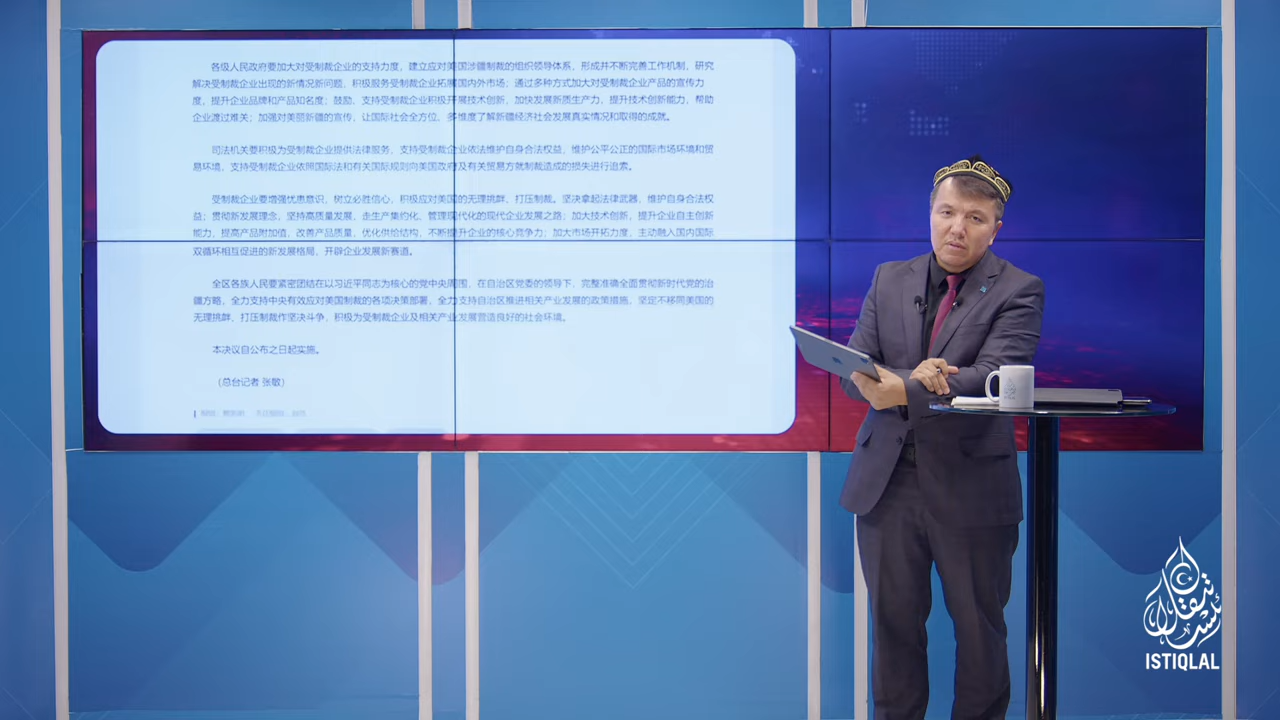 各级人民政府要加大对受制裁企业的支持力度，建立应对美国涉疆制裁的组织领导体系，形成并不断完善工作机制，研究
解决受制裁企业出现的新情况新问题，积极服务受制裁企业拓展国内外市场；通过多种方式加大对受制裁企业产品的宣传力
度，提升企业品牌和产品知名度；鼓励、支持受制裁企业积极开展技术创新，加快发展新质生产力，提升技术创新能力，帮助
企业渡过难关；加强对美丽新疆的宣传，让国际社会全方位、多维度了解新疆经济社会发展真实情况和取得的成就。
司法机关要积极为受制裁企业提供法律服务，支持受制裁企业依法维护自身合法权益，维护公平公正的国际市场环境和贸
易环境，支持受制裁企业依照国际法和有关国际规则向美国政府及有关贸易方就制裁造成的损失进行追索。
受制裁企业要增强忧患意识，树立必胜信心，积极应对美国的无理挑衅、打压制裁。坚决拿起法律武器，维护自身合法权
益；贯彻新发展理念，坚持高质量发展，走生产集约化、管理现代化的现代企业发展之路；加大技术创新，提升企业自主创新
能力，提高产品附加值，改善产品质量，优化供给结构，不断提升企业的核心竞争力；加大市场开拓力度，主动融入国内国际
双循环相互促进的新发展格局，开辟企业发展新赛道。
全区各族人民要紧密团结在以习近平同志为核心的党中央周围，在自治区党委的领导下，完整准确全面贯彻新时代党的治
疆方略，全力支持中央有效应对美国制裁的各项决策部署，全力支持自治区推进相关产业发展的政策措施，坚定不移同美国的
无理挑衅、打压制裁作坚决斗争，积极为受制裁企业及相关产业发展营造良好的社会环境。
本决议自公布之日起实施。
（总台记者 张敏）
ISTIQLAL